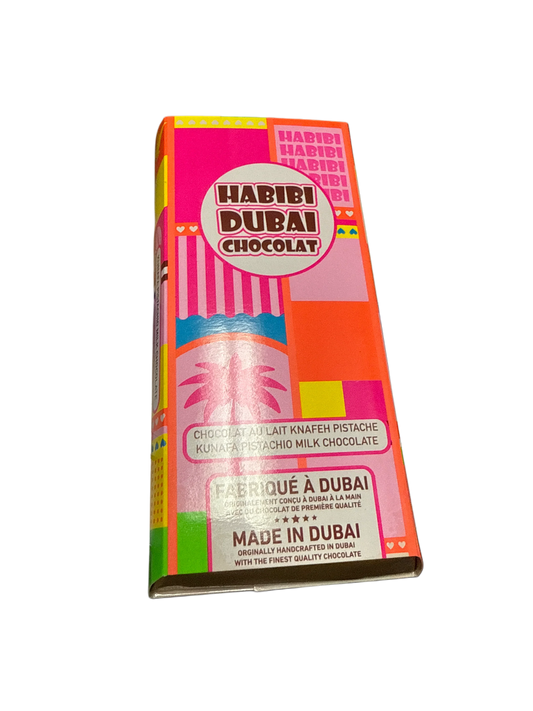 HABIBI
HABIBI
HABIBI
HABIBI
DUBAI
CHOCOLAT
CHOCOLAT AU LAIT KNAFEH PISTACHE
KUNAFA PISTACHIO MILK CHOCOLATE
FABRIQUÉ À DUBAI
ORIGINALEMENT CONÇU À DUBAI À LA MAIN
AVEC DU CHOCOLAT DE PREMIÈRE QUALITÉ
MADE IN DUBAI
ORGINALLY HANDCRAFTED IN DUBAI
WITH THE FINEST QUALITY CHOCOLATE